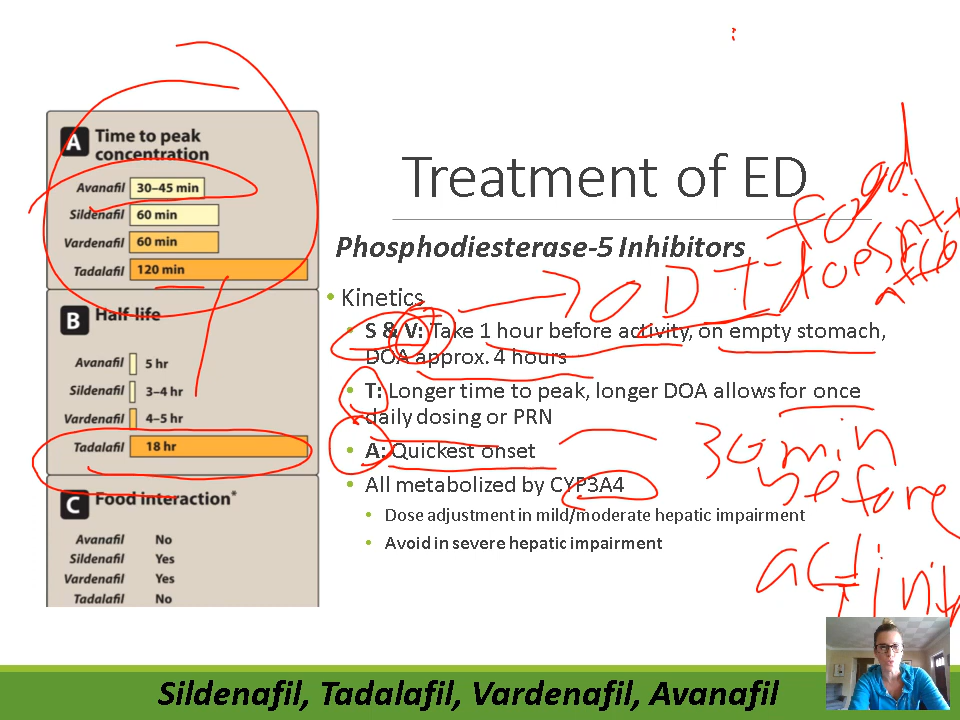 A Time to peak
concentration
Avanafil 30–45 min
Sildenafil 60 min
Vardenafil 60 min
Tadalafil 120 min
B Half-life
Avanafil 5 hr
Sildenafil 3–4 hr
Vardenafil 4–5 hr
Tadalafil 18 hr
C Food interaction*
Avanafil No
Sildenafil Yes
Vardenafil Yes
Tadalafil No
Treatment of ED
Phosphodiesterase-5 Inhibitors
• Kinetics
• S & V: Take 1 hour before activity, on empty stomach,
DOA approx. 4 hours
• T: Longer time to peak, longer DOA allows for once
daily dosing or PRN
• A: Quickest onset
• All metabolized by CYP3A4
• Dose adjustment in mild/moderate hepatic impairment
• Avoid in severe hepatic impairment
ODT - food
doesn't
30 min
before
Sildenafil, Tadalafil, Vardenafil, Avanafil